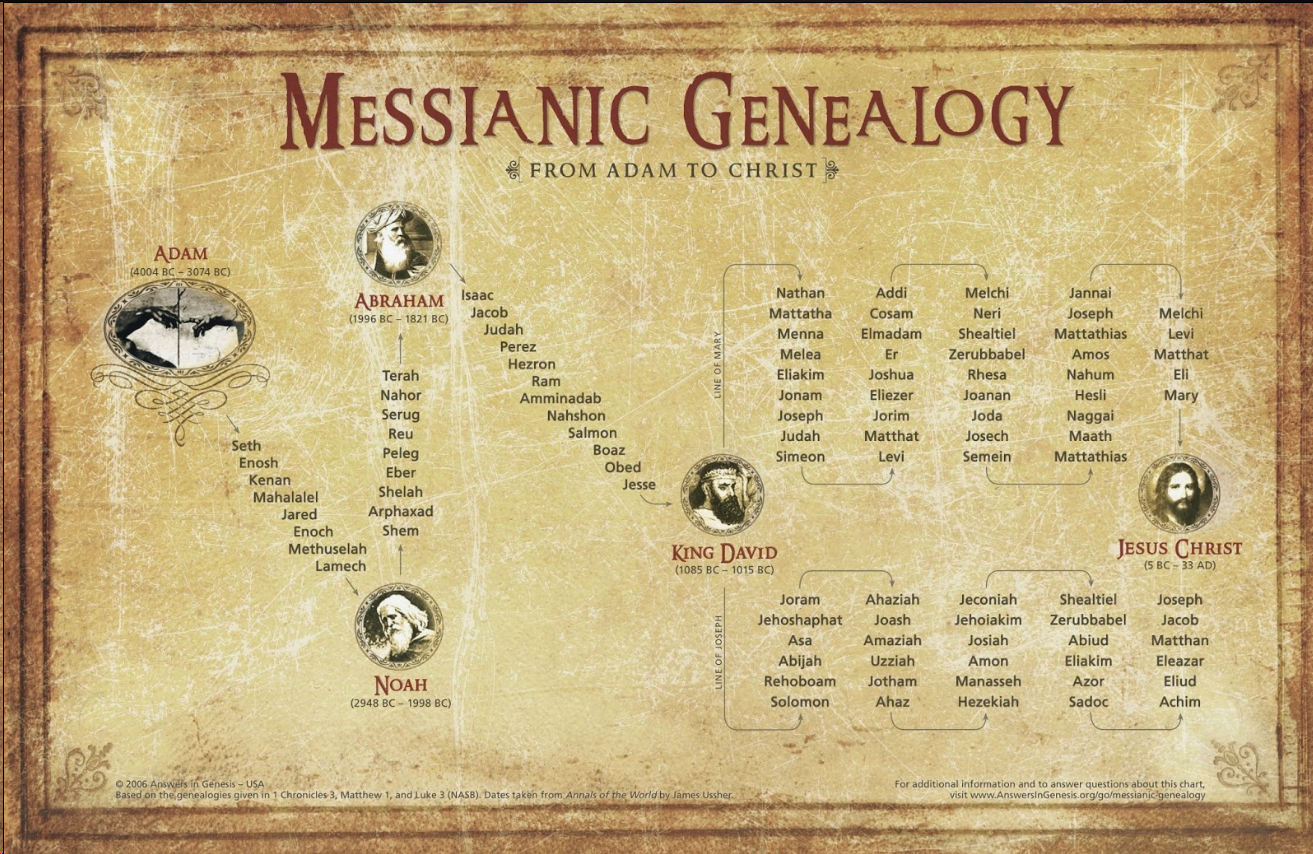 MESSIANIC GENEALOGY
FROM ADAM TO CHRIST
ADAM
(4004 BC – 3074 BC)
Seth
Enosh
Kenan
Mahalalel
Jared
Enoch
Methuselah
Lamech
NOAH
(2948 BC – 1998 BC)
Shem
Arphaxad
Shelah
Eber
Peleg
Reu
Serug
Nahor
Terah
ABRAHAM
(1996 BC – 1821 BC)
Isaac
Jacob
Judah
Perez
Hezron
Ram
Amminadab
Nahshon
Salmon
Boaz
Obed
Jesse
KING DAVID
(1085 BC – 1015 BC)
LINE OF MARY
Nathan
Mattatha
Menna
Melea
Eliakim
Jonam
Joseph
Judah
Simeon
Levi
Matthat
Jorim
Eliezer
Joshua
Er
Elmadam
Cosam
Addi
Melchi
Neri
Shealtiel
Zerubbabel
Rhesa
Joanan
Joda
Josech
Semein
Mattathias
Maath
Naggai
Hesli
Nahum
Amos
Mattathias
Joseph
Jannai
Melchi
Levi
Matthat
Eli
Mary
LINE OF JOSEPH
Solomon
Rehoboam
Abijah
Asa
Jehoshaphat
Joram
Ahaziah
Joash
Amaziah
Uzziah
Jotham
Ahaz
Hezekiah
Manasseh
Amon
Josiah
Jehoiakim
Jeconiah
Shealtiel
Zerubbabel
Abiud
Eliakim
Azor
Sadoc
Achim
Eliud
Eleazar
Matthan
Jacob
Joseph
JESUS CHRIST
(5 BC – 33 AD)
© 2006 Answers in Genesis – USA
Based on the genealogies given in 1 Chronicles 3, Matthew 1, and Luke 3 (NASB). Dates taken from Annals of the World by James Ussher.
For additional information and to answer questions about this chart,
visit www.AnswersInGenesis.org/go/messianic-genealogy